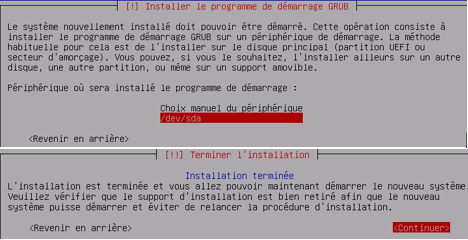 [!] Installer le programme de démarrage GRUB
Le système nouvellement installé doit pouvoir être démarré. Cette opération consiste à
installer le programme de démarrage GRUB sur un périphérique de démarrage. La méthode
habituelle pour cela est de l'installer sur le disque principal (partition UEFI ou
secteur d'amorçage). Vous pouvez, si vous le souhaitez, l'installer ailleurs sur un autre
disque, une autre partition, ou même sur un support amovible.
Périphérique où sera installé le programme de démarrage :
Choix manuel du périphérique
/dev/sda
<Revenir en arrière>
[!!] Terminer l'installation
Installation terminée
L'installation est terminée et vous allez pouvoir maintenant démarrer le nouveau système.
Veuillez vérifier que le support d'installation est bien retiré afin que le nouveau
système puisse démarrer et éviter de relancer la procédure d'installation.
<Revenir en arrière>
<Continuer>